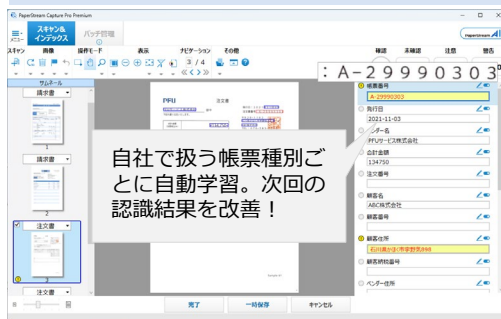 PaperStream Capture Pro Premium
スキャン&
インデックス
バッチ管理
メニュー
PaperStream AI
スキャン
画像
操作モード
表示
ナビゲーション
その他
確認
未確認
注意
警告
3 / 4
: A-29990303
サムネイル
請求書
1
請求書
2
注文書
3
注文書
PFU
注文書
自社で扱う帳票種別ご
とに自動学習。次回の
認識結果を改善!
帳票番号
A-29990303
発行日
2021-11-03
ベンダー名
PFUサービス株式会社
合計金額
134750
注文番号
顧客名
ABC株式会社
顧客番号
顧客住所
石川県かほく市宇野気098
顧客納税番号
ベンダー住所
完了
一時保存
キャンセル